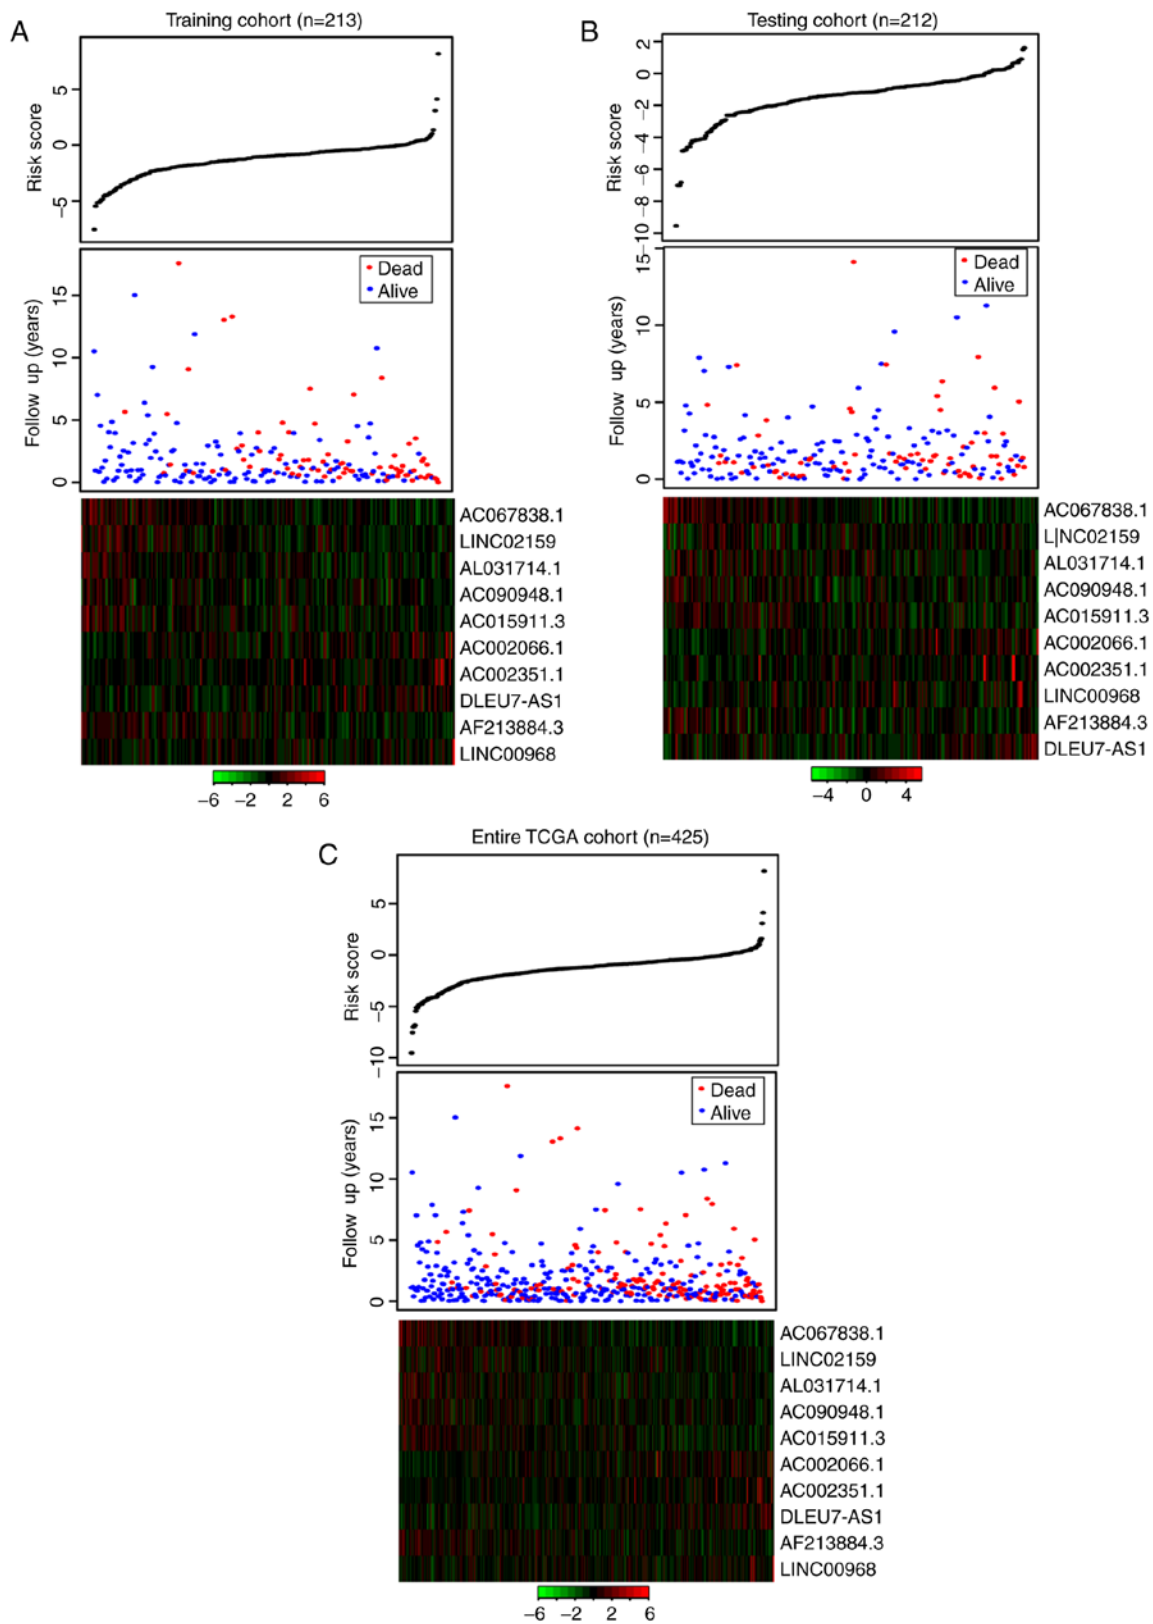 A
Training cohort (n=213)
Risk score
5
0
−5
Follow up (years)
15
10
5
0
Dead
Alive
AC067838.1
LINC02159
AL031714.1
AC090948.1
AC015911.3
AC002066.1
AC002351.1
DLEU7-AS1
AF213884.3
LINC00968
−6 −2 2 6
B
Testing cohort (n=212)
Risk score
2
0
−2
−4
−6
−8
−10
Follow up (years)
15
10
5
0
Dead
Alive
AC067838.1
L|NC02159
AL031714.1
AC090948.1
AC015911.3
AC002066.1
AC002351.1
LINC00968
AF213884.3
DLEU7-AS1
−4 0 4
C
Entire TCGA cohort (n=425)
Risk score
5
0
−5
−10
Follow up (years)
15
10
5
0
Dead
Alive
AC067838.1
LINC02159
AL031714.1
AC090948.1
AC015911.3
AC002066.1
AC002351.1
DLEU7-AS1
AF213884.3
LINC00968
−6 −2 2 6